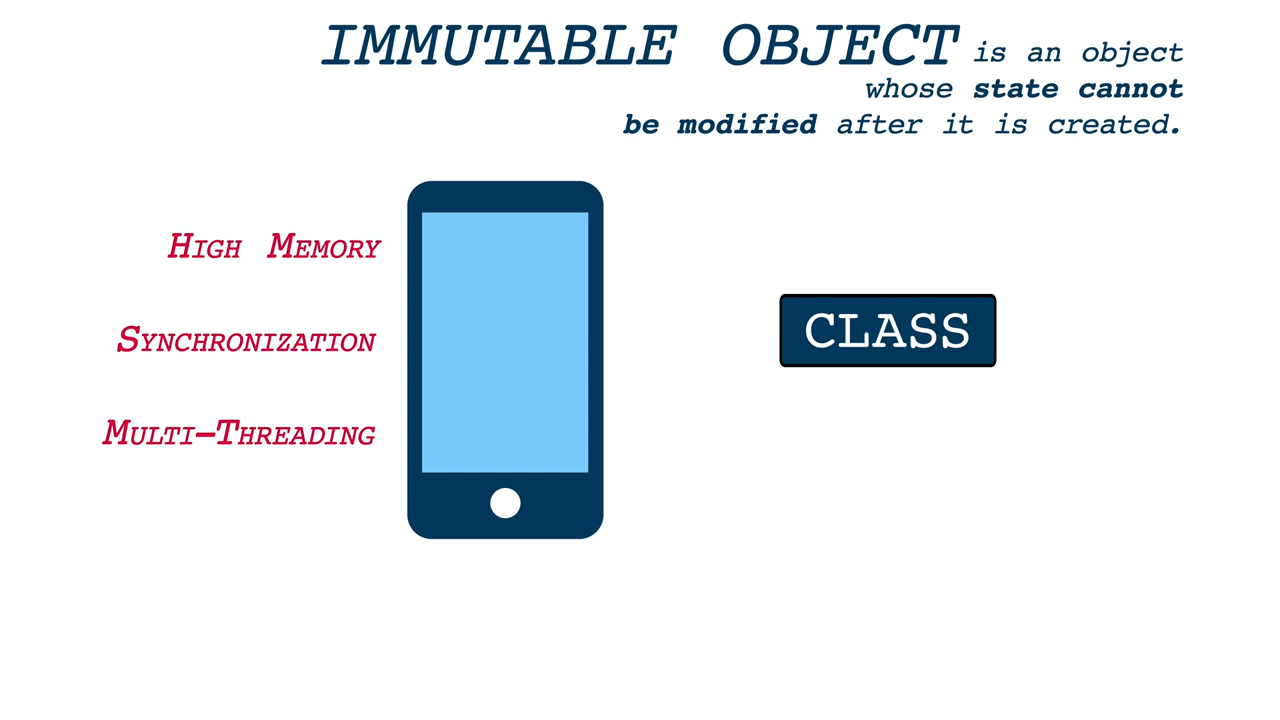 IMMUTABLE OBJECT is an object
whose state cannot
be modified after it is created.
HIGH MEMORY
SYNCHRONIZATION
MULTI-THREADING
CLASS